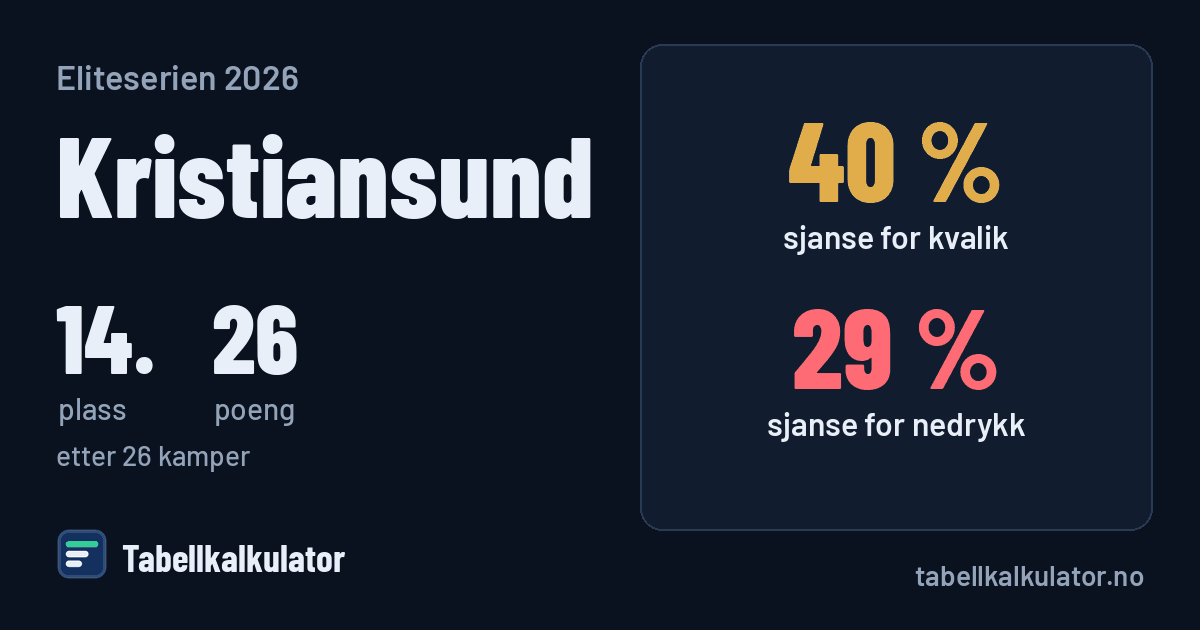 Eliteserien 2026
Kristiansund
14. 26
plass poeng
etter 26 kamper
Tabellkalkulator
40 %
sjanse for kvalik
29 %
sjanse for nedrykk
tabellkalkulator.no